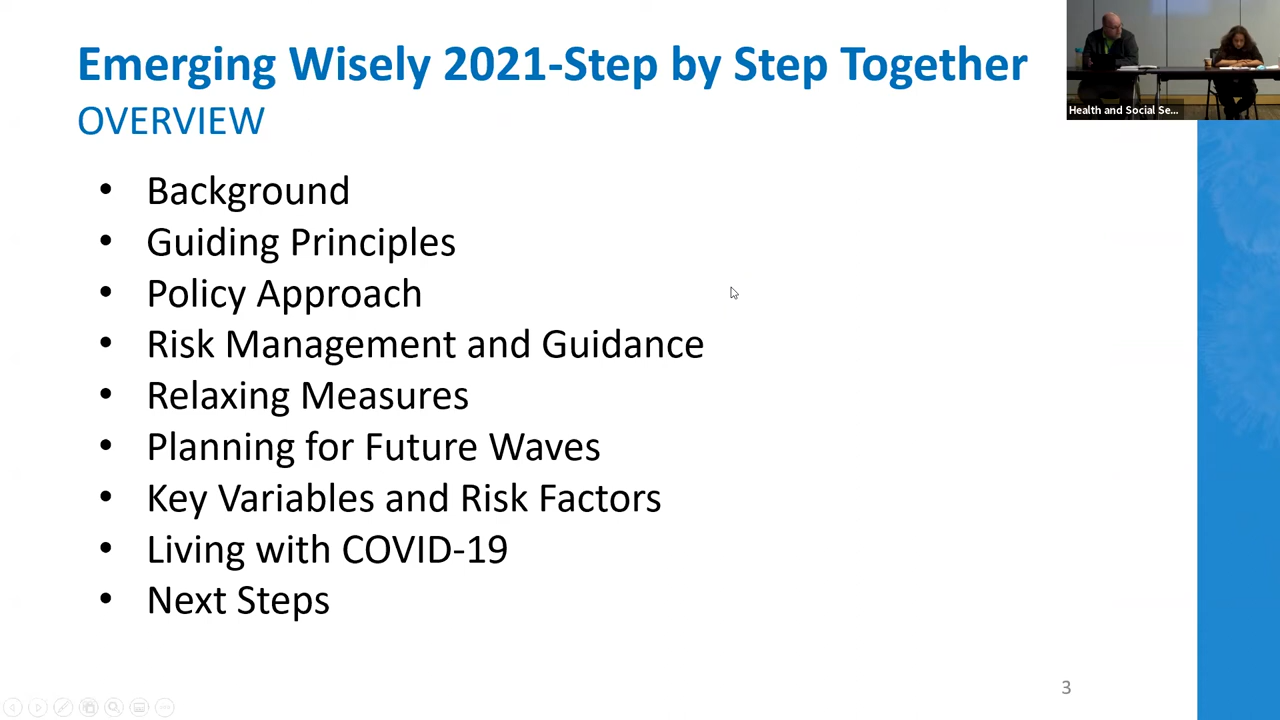 Emerging Wisely 2021-Step by Step Together
OVERVIEW
• Background
• Guiding Principles
• Policy Approach
• Risk Management and Guidance
• Relaxing Measures
• Planning for Future Waves
• Key Variables and Risk Factors
• Living with COVID-19
• Next Steps
Health and Social Se...
3